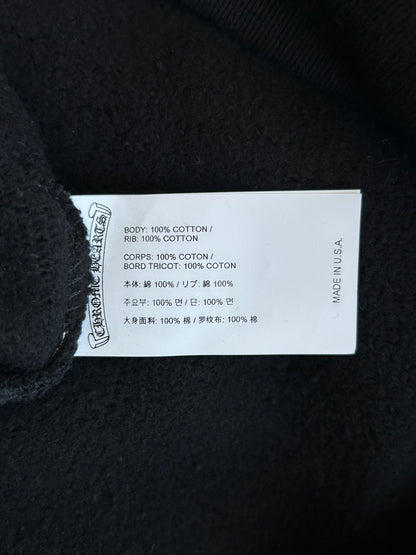 CHROME HEARTS
BODY: 100% COTTON /
RIB: 100% COTTON
CORPS: 100% COTON /
BORD TRICOT: 100% COTON
本体: 綿 100% / リブ: 綿 100%
주요부: 100% 면 / 단: 100% 면
大身面料: 100% 棉 / 罗纹布: 100% 棉
MADE IN U.S.A.